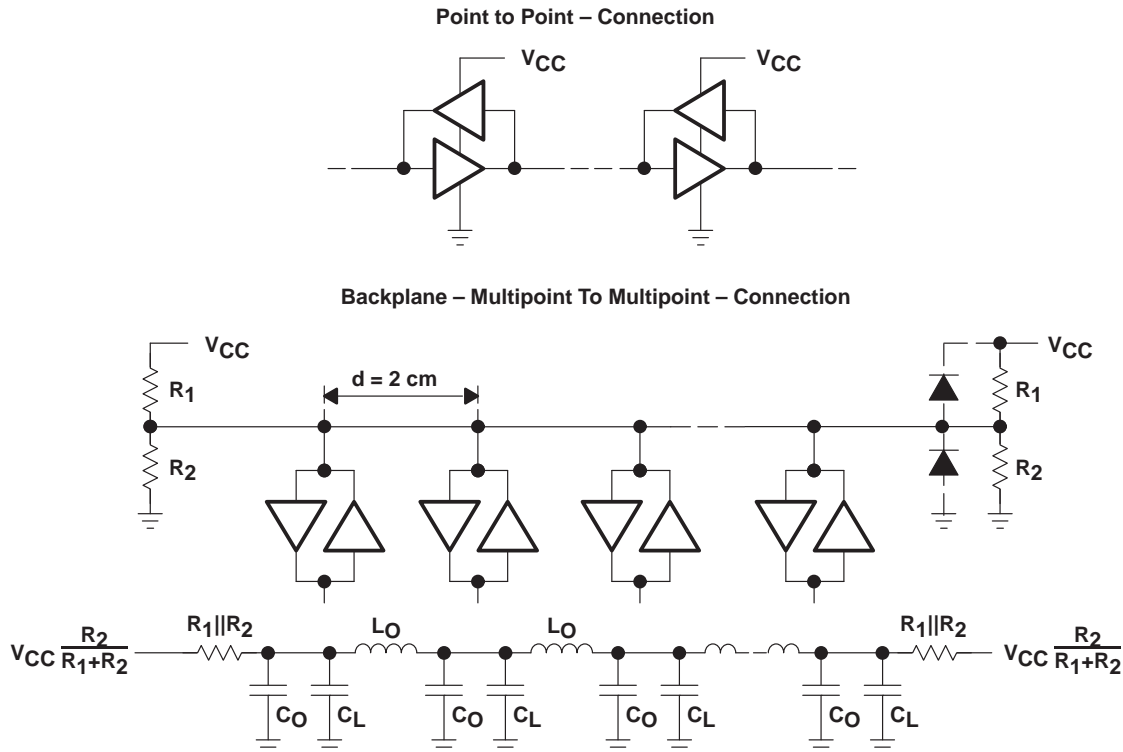 Point to Point – Connection
VCC VCC
Backplane – Multipoint To Multipoint – Connection
VCC VCC
d = 2 cm
R1 R1
R2 R2
VCC R2/R1+R2 R1||R2 LO LO R1||R2 VCC R2/R1+R2
CO CL CO CL CO CL CO CL